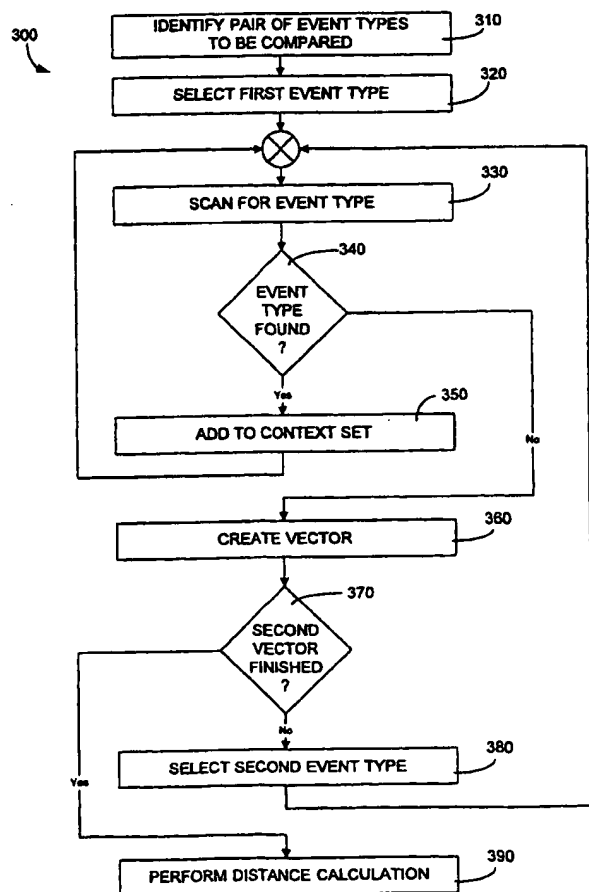 300
IDENTIFY PAIR OF EVENT TYPES
TO BE COMPARED
310
SELECT FIRST EVENT TYPE
320
SCAN FOR EVENT TYPE
330
340
EVENT
TYPE
FOUND
?
Yes
No
350
ADD TO CONTEXT SET
CREATE VECTOR
360
370
SECOND
VECTOR
FINISHED
?
No
Yes
SELECT SECOND EVENT TYPE
380
PERFORM DISTANCE CALCULATION
390